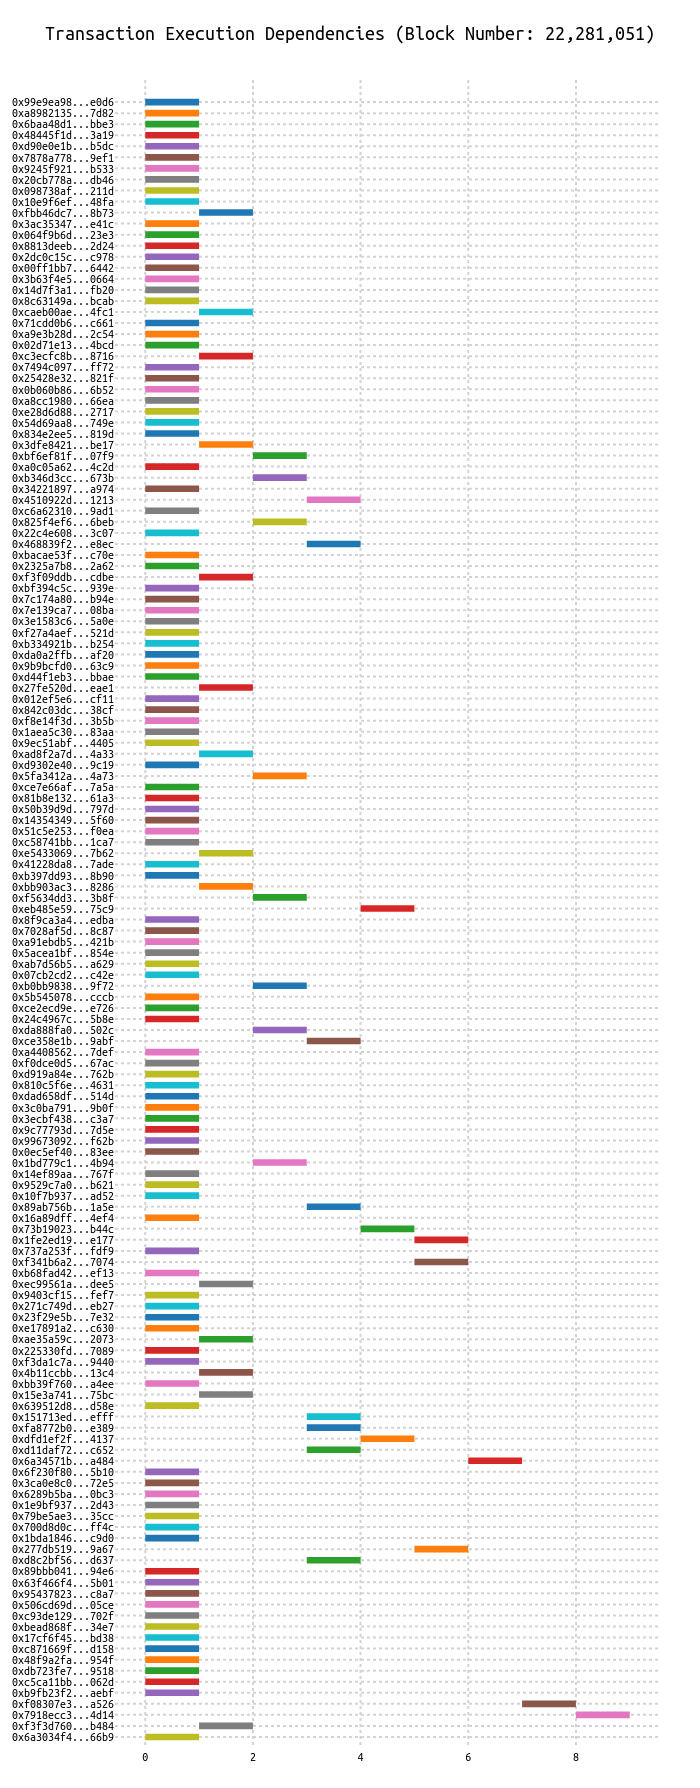 Transaction Execution Dependencies (Block Number: 22,281,051)
0x99e9ea98...e0d6
0xa8982135...7d82
0x6baa48d1...bbe3
0x48445f1d...3a19
0xd90e0e1b...b5dc
0x7878a778...9ef1
0x9245f921...b533
0x20cb778a...db46
0x098738af...211d
0x10e9f6ef...48fa
0xfbb46dc7...8b73
0x3ac35347...e41c
0x064f9b6d...23e3
0x8813deeb...2d24
0x2dc0c15c...c978
0x00ff1bb7...6442
0x3b63f4e5...0664
0x14d7f3a1...fb20
0x8c63149a...bcab
0xcaeb00ae...4fc1
0x71cdd0b6...c661
0xa9e3b28d...2c54
0x02d71e13...4bcd
0xc3ecfc8b...8716
0x7494c097...ff72
0x25428e32...821f
0x0b060b86...6b52
0xa8cc1980...66ea
0xe28d6d88...2717
0x54d69aa8...749e
0x834e2ee5...819d
0x3dfe8421...be17
0xbf6ef81f...07f9
0xa0c05a62...4c2d
0xb346d3cc...673b
0x34221897...a974
0x4510922d...1213
0xc6a62310...9ad1
0x825f4ef6...6beb
0x22c4e608...3c07
0x468839f2...e8ec
0xbacae53f...c70e
0x2325a7b8...2a62
0xf3f09ddb...cdbe
0xbf394c5c...939e
0x7c174a80...b94e
0x7e139ca7...08ba
0x3e1583c6...5a0e
0xf27a4aef...521d
0xb334921b...b254
0xda0a2ffb...af20
0x9b9bcfd0...63c9
0xd44f1eb3...bbae
0x27fe520d...eae1
0x012ef5e6...cf11
0x842c03dc...38cf
0xf8e14f3d...3b5b
0x1aea5c30...83aa
0x9ec51abf...4405
0xad8f2a7d...4a33
0xd9302e40...9c19
0x5fa3412a...4a73
0xce7e66af...7a5a
0x81b8e132...61a3
0x50b39d9d...797d
0x14354349...5f60
0x51c5e253...f0ea
0xc58741bb...1ca7
0xe5433069...7b62
0x41228da8...7ade
0xb397dd93...8b90
0xbb903ac3...8286
0xf5634dd3...3b8f
0xeb485e59...75c9
0x8f9ca3a4...edba
0x7028af5d...8c87
0xa91ebdb5...421b
0x5acea1bf...854e
0xab7d56b5...a629
0x07cb2cd2...c42e
0xb0bb9838...9f72
0x5b545078...cccb
0xce2ecd9e...e726
0x24c4967c...5b8e
0xda888fa0...502c
0xce358e1b...9abf
0xa4408562...7def
0xf0dce0d5...67ac
0xd919a84e...762b
0x810c5f6e...4631
0xdad658df...514d
0x3c0ba791...9b0f
0x3ecbf438...c3a7
0x9c77793d...7d5e
0x99673092...f62b
0x0ec5ef40...83ee
0x1bd779c1...4b94
0x14ef89aa...767f
0x9529c7a0...b621
0x10f7b937...ad52
0x89ab756b...1a5e
0x16a89dff...4ef4
0x73b19023...b44c
0x1fe2ed19...e177
0x737a253f...fdf9
0xf341b6a2...7074
0xb68fad42...ef13
0xec99561a...dee5
0x9403cf15...fef7
0x271c749d...eb27
0x23f29e5b...7e32
0xe17891a2...c630
0xae35a59c...2073
0x225330fd...7089
0xf3da1c7a...9440
0x4b11ccbb...13c4
0xbb39f760...a4ee
0x15e3a741...75bc
0x639512d8...d58e
0x151713ed...efff
0xfa8772b0...e389
0xdfd1ef2f...4137
0xd11daf72...c652
0x6a34571b...a484
0x6f230f80...5b10
0x3ca0e8c0...72e5
0x6289b5ba...0bc3
0x1e9bf937...2d43
0x79be5ae3...35cc
0x700d8d0c...ff4c
0x1bda1846...c9d0
0x277db519...9a67
0xd8c2bf56...d637
0x89bbb041...94e6
0x63f466f4...5b01
0x95437823...c8a7
0x506cd69d...05ce
0xc93de129...702f
0xbead868f...34e7
0x17cf6f45...bd38
0xc871669f...d158
0x48f9a2fa...954f
0xdb723fe7...9518
0xc5ca11bb...062d
0xb9fb23f2...aebf
0xf08307e3...a526
0x7918ecc3...4d14
0xf3f3d760...b484
0x6a3034f4...66b9
0 2 4 6 8